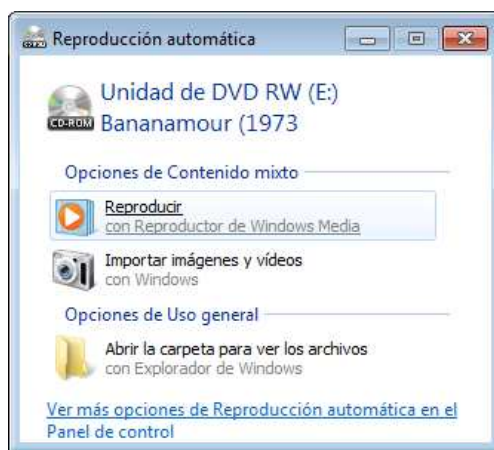 Reproducción automática
Unidad de DVD RW (E:)
CD-ROM Bananamour (1973
Opciones de Contenido mixto
Reproducir
con Reproductor de Windows Media
Importar imágenes y vídeos
con Windows
Opciones de Uso general
Abrir la carpeta para ver los archivos
con Explorador de Windows
Ver más opciones de Reproducción automática en el
Panel de control